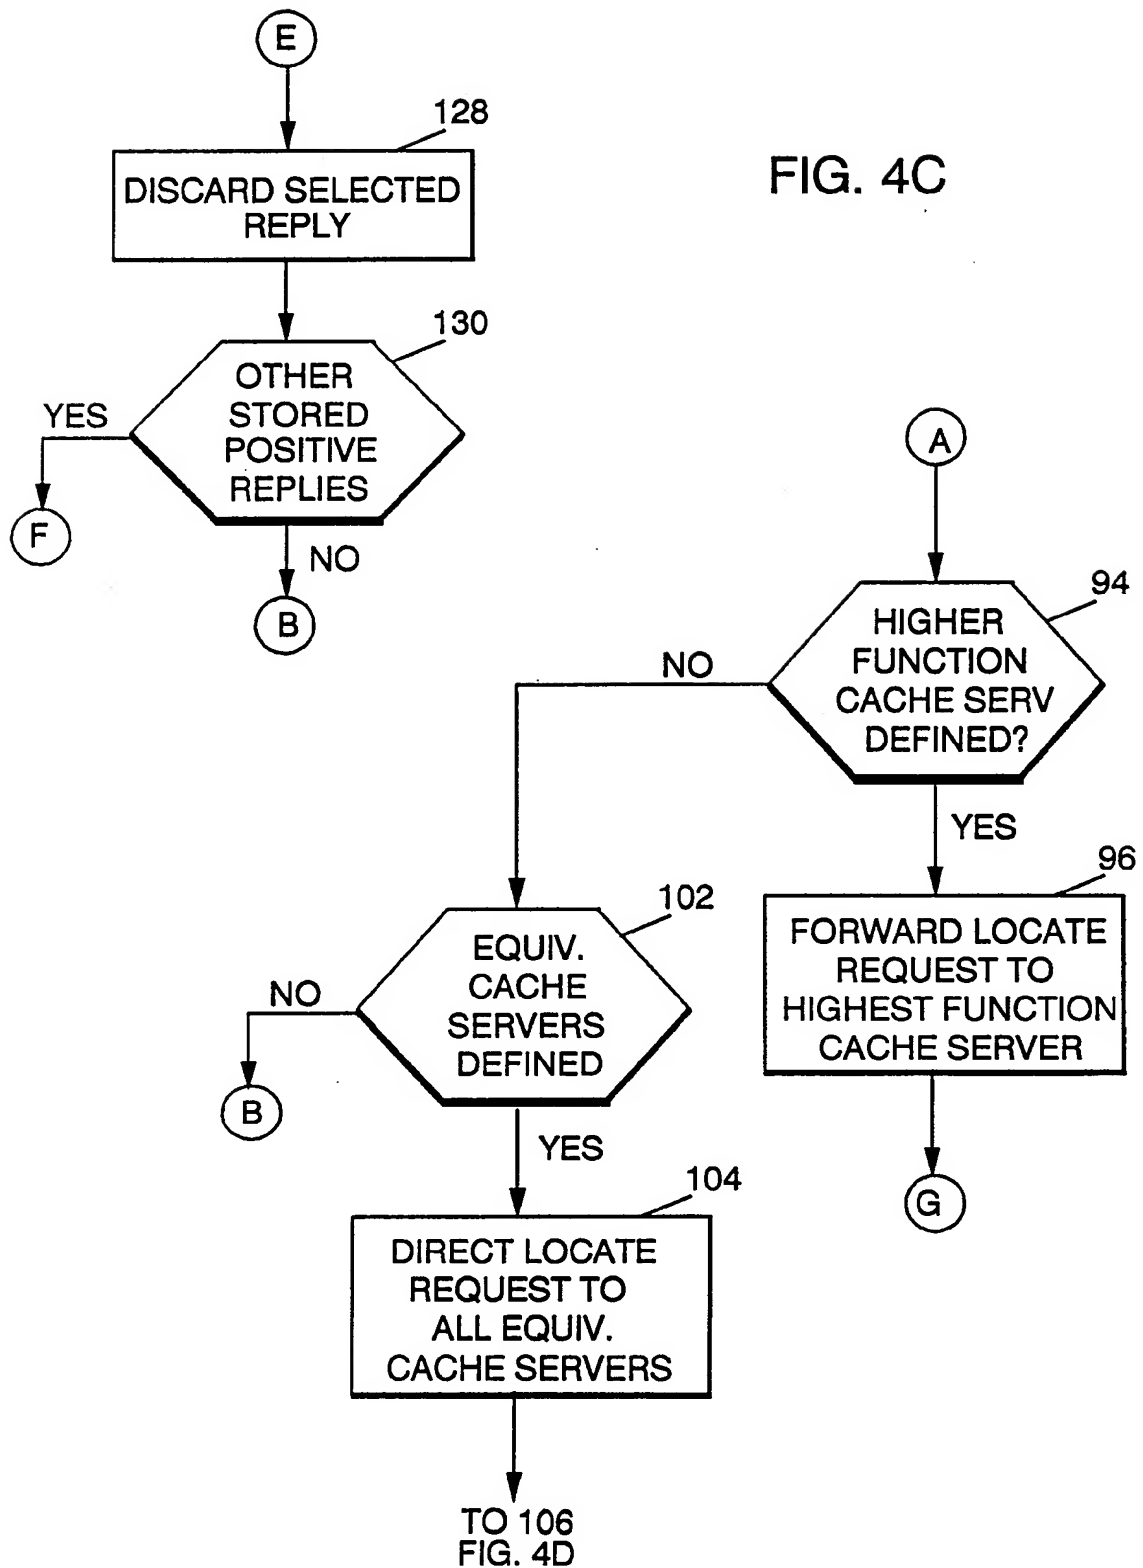 E
128
DISCARD SELECTED
REPLY
FIG. 4C
130
OTHER
STORED
POSITIVE
REPLIES
YES
F
NO
B
A
94
HIGHER
FUNCTION
CACHE SERV
DEFINED?
NO
YES
96
FORWARD LOCATE
REQUEST TO
HIGHEST FUNCTION
CACHE SERVER
G
102
EQUIV.
CACHE
SERVERS
DEFINED
NO
B
YES
104
DIRECT LOCATE
REQUEST TO
ALL EQUIV.
CACHE SERVERS
TO 106
FIG. 4D